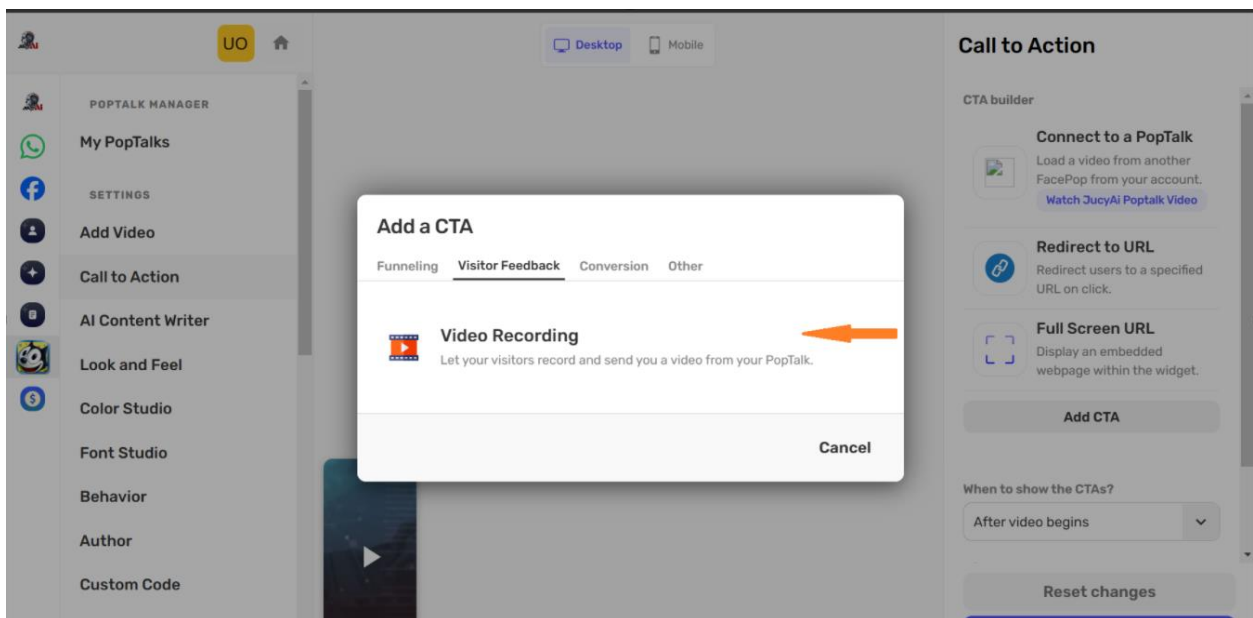 UO
Desktop
Mobile
Call to Action
POPTALK MANAGER
My PopTalks
SETTINGS
Add Video
Call to Action
AI Content Writer
Look and Feel
Color Studio
Font Studio
Behavior
Author
Custom Code
Add a CTA
Funneling
Visitor Feedback
Conversion
Other
Video Recording
Let your visitors record and send you a video from your PopTalk.
Cancel
CTA builder
Connect to a PopTalk
Load a video from another
FacePop from your account.
Watch JucyAi Poptalk Video
Redirect to URL
Redirect users to a specified
URL on click.
Full Screen URL
Display an embedded
webpage within the widget.
Add CTA
When to show the CTAs?
After video begins
Reset changes